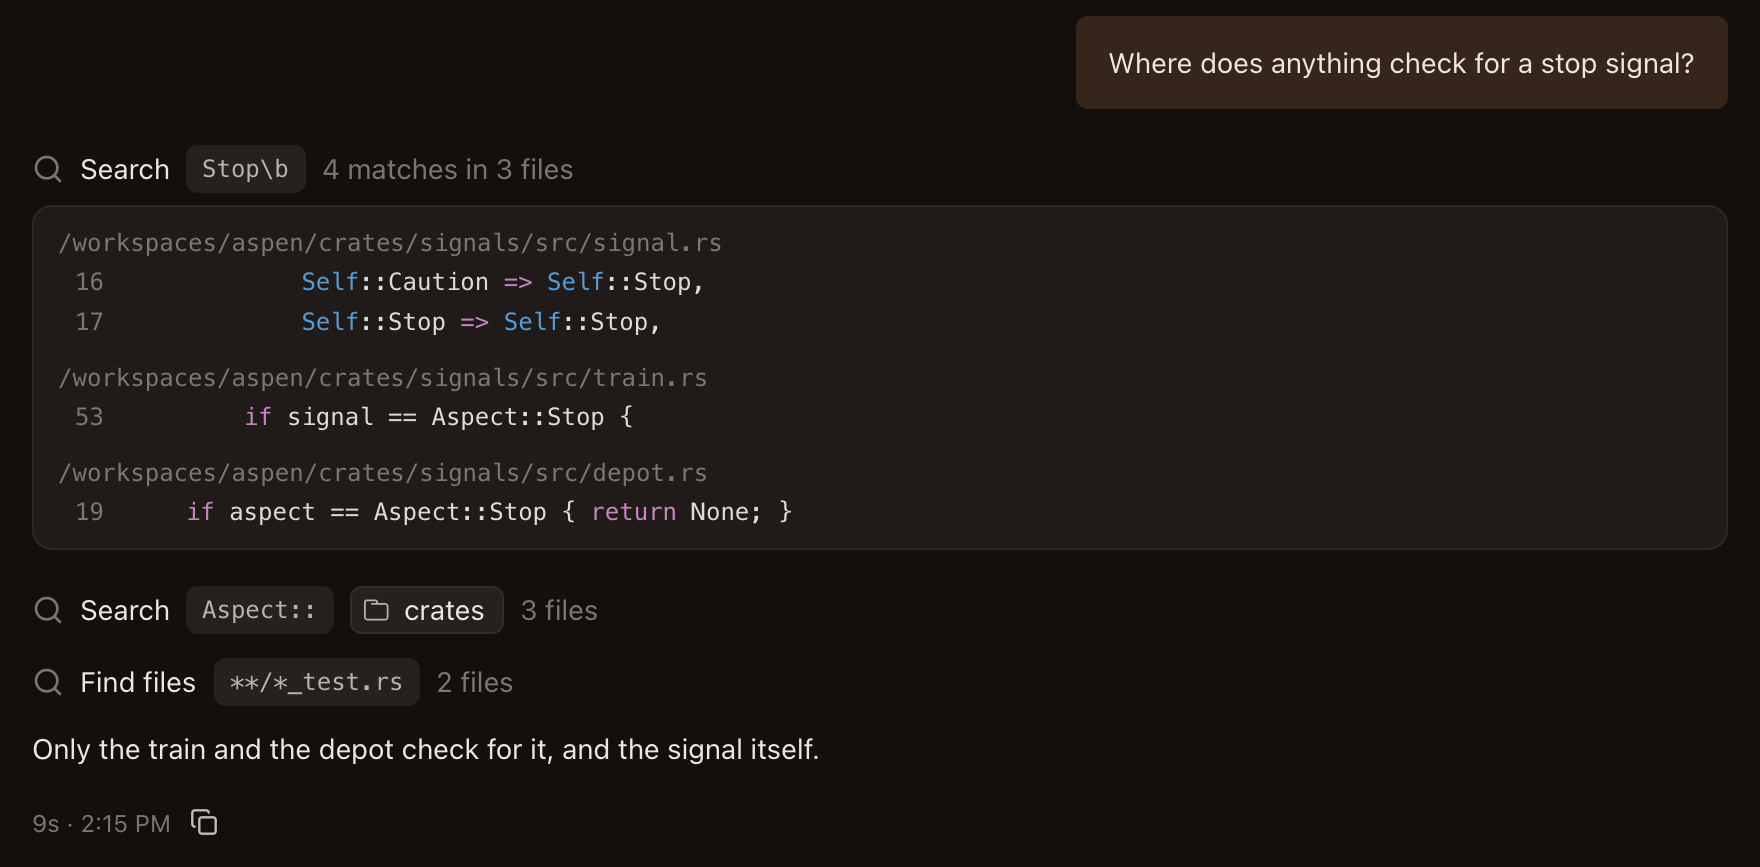 Where does anything check for a stop signal?
Search Stop\b 4 matches in 3 files
/workspaces/aspen/crates/signals/src/signal.rs
16 Self::Caution => Self::Stop,
17 Self::Stop => Self::Stop,
/workspaces/aspen/crates/signals/src/train.rs
53 if signal == Aspect::Stop {
/workspaces/aspen/crates/signals/src/depot.rs
19 if aspect == Aspect::Stop { return None; }
Search Aspect:: crates 3 files
Find files **/*_test.rs 2 files
Only the train and the depot check for it, and the signal itself.
9s · 2:15 PM